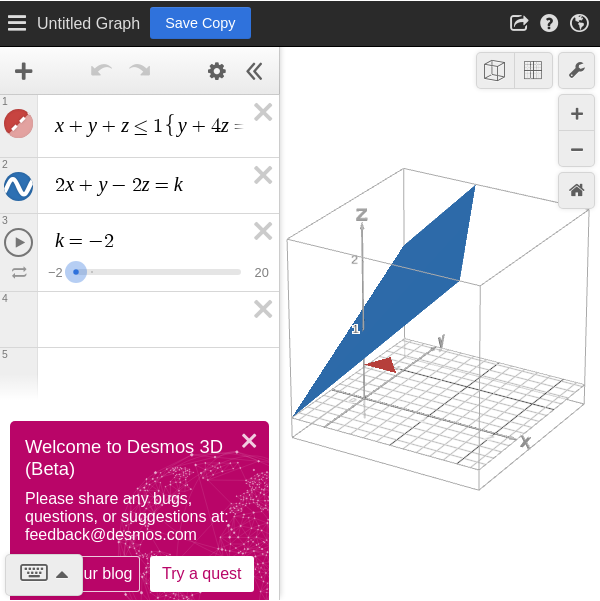 Untitled Graph
Save Copy
1
x + y + z ≤ 1 { y + 4z =
2
2x + y − 2z = k
3
k = −2
−2
20
4
5
Welcome to Desmos 3D
(Beta)
Please share any bugs,
questions, or suggestions at:
feedback@desmos.com
ur blog
Try a quest
z
2
1
y
x